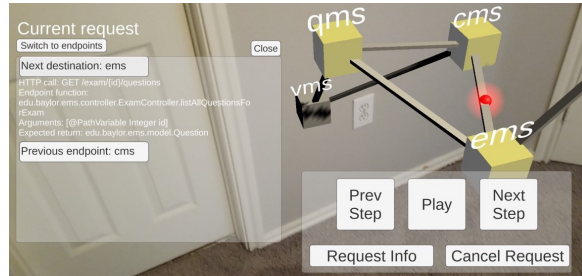 Current request
Switch to endpoints
Close
Next destination: ems
HTTP call: GET /exam/{id}/questions
Endpoint function:
edu.baylor.ems.controller.ExamController.listAllQuestionsFo
rExam
Arguments: [@PathVariable Integer id]
Expected return: edu.baylor.ems.model.Question
Previous endpoint: cms
qms
cms
vms
ems
Prev
Step
Play
Next
Step
Request Info
Cancel Request